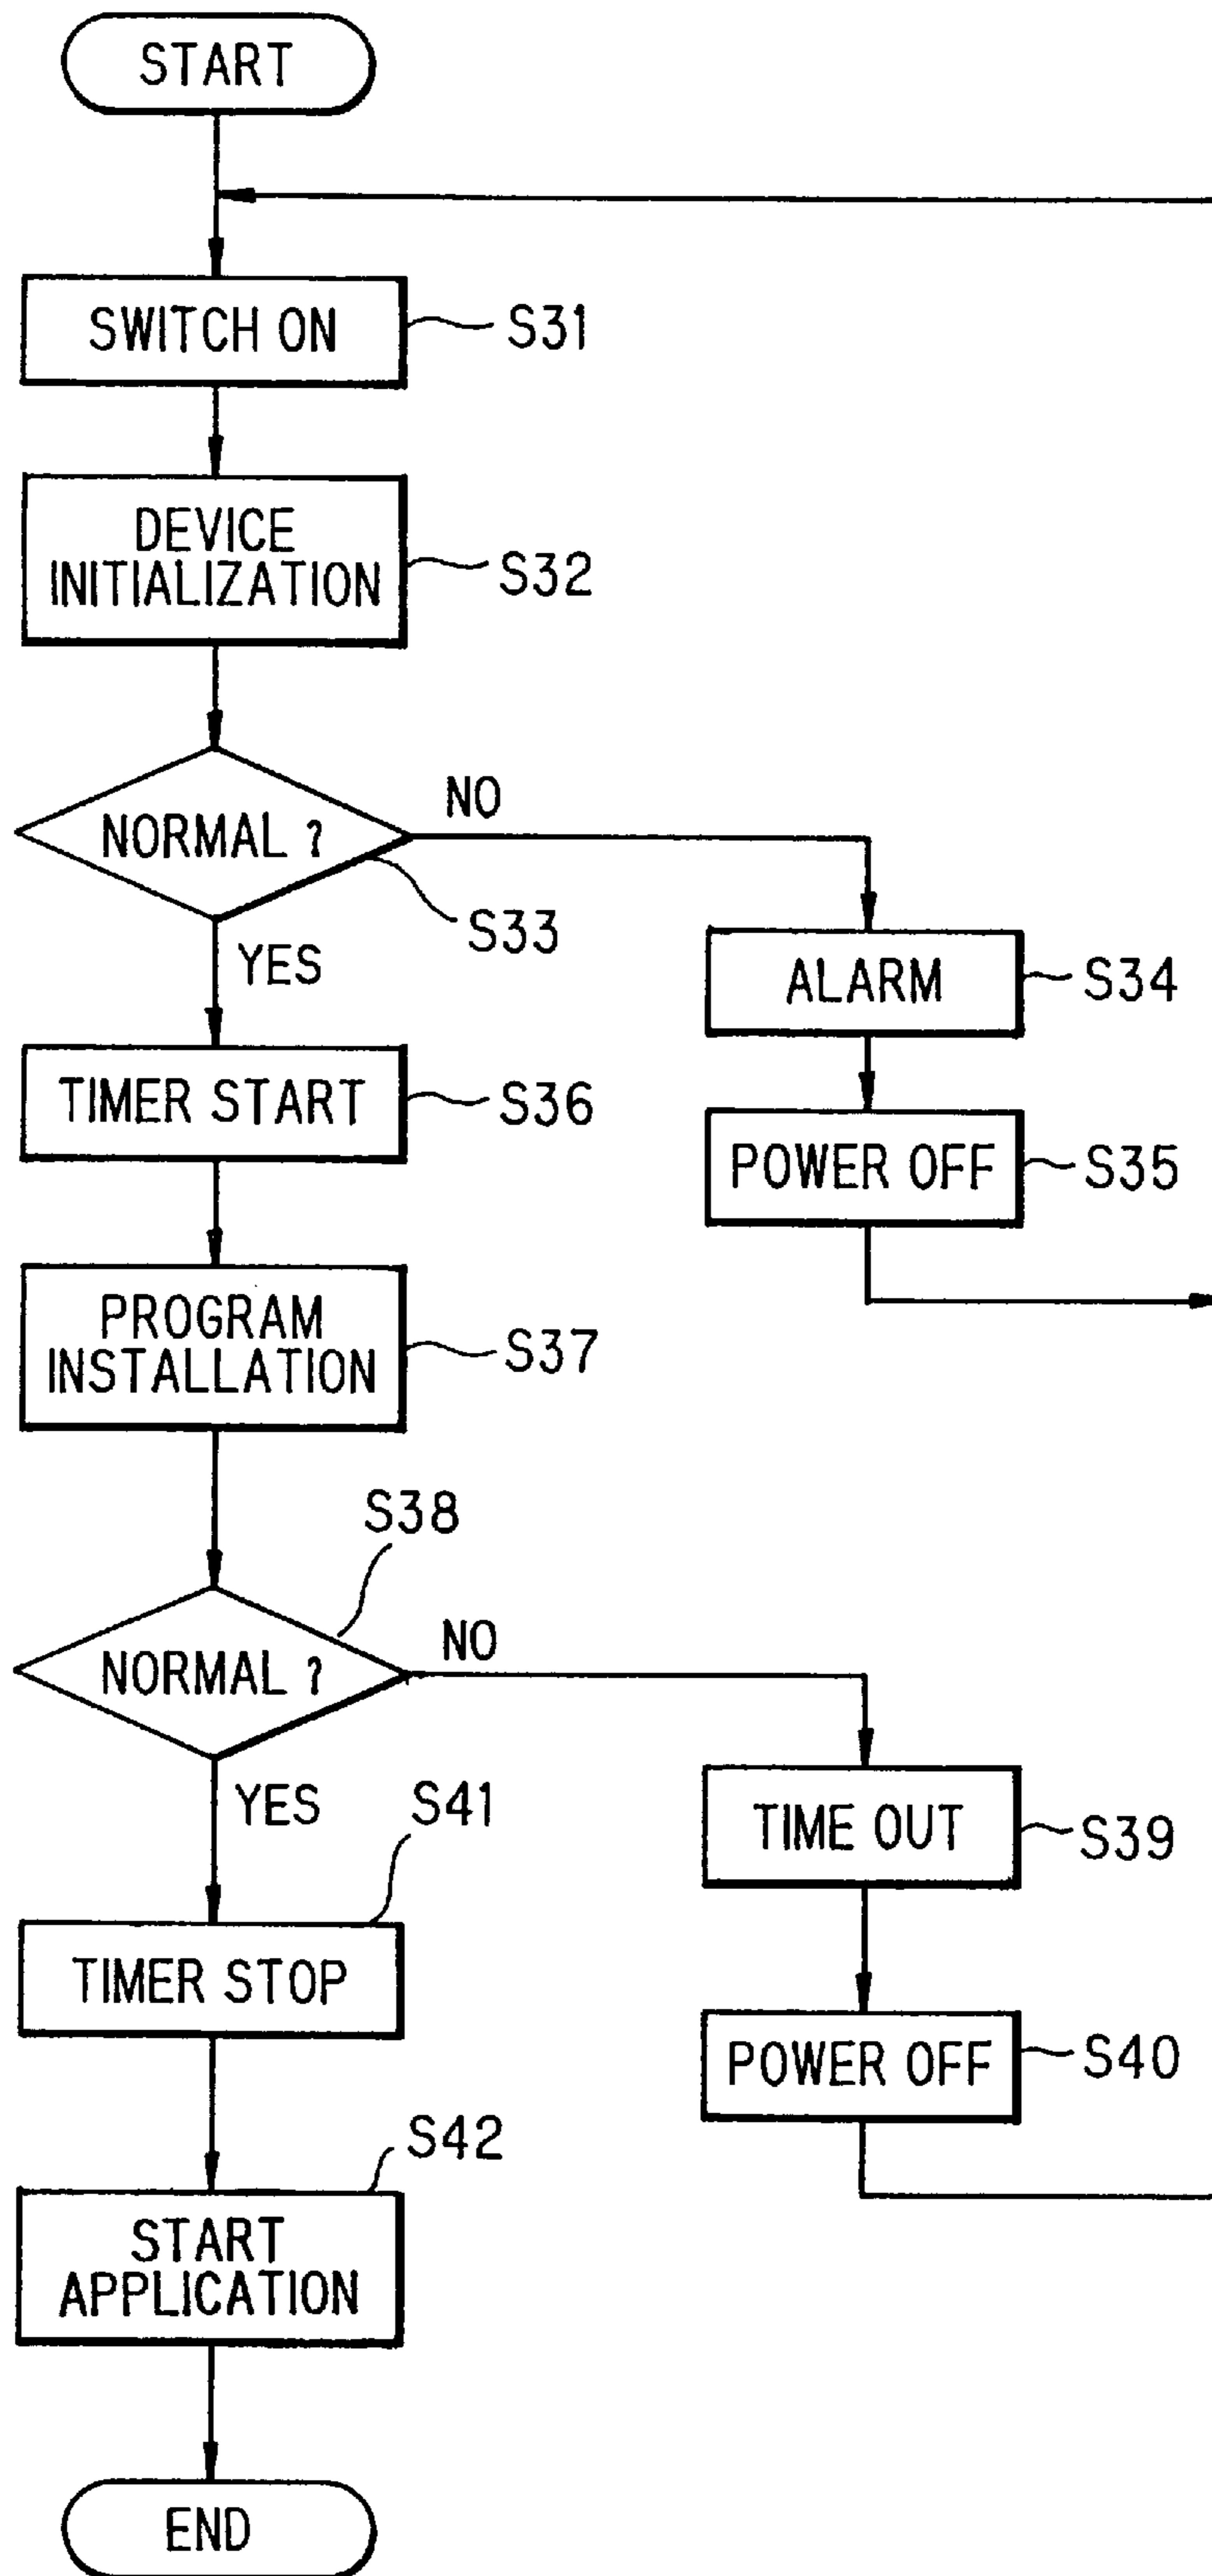 START
SWITCH ON
S31
DEVICE
INITIALIZATION
S32
NORMAL ?
NO
S33
YES
ALARM
S34
TIMER START
S36
POWER OFF
S35
PROGRAM
INSTALLATION
S37
S38
NORMAL ?
NO
YES
S41
TIME OUT
S39
TIMER STOP
POWER OFF
S40
S42
START
APPLICATION
END